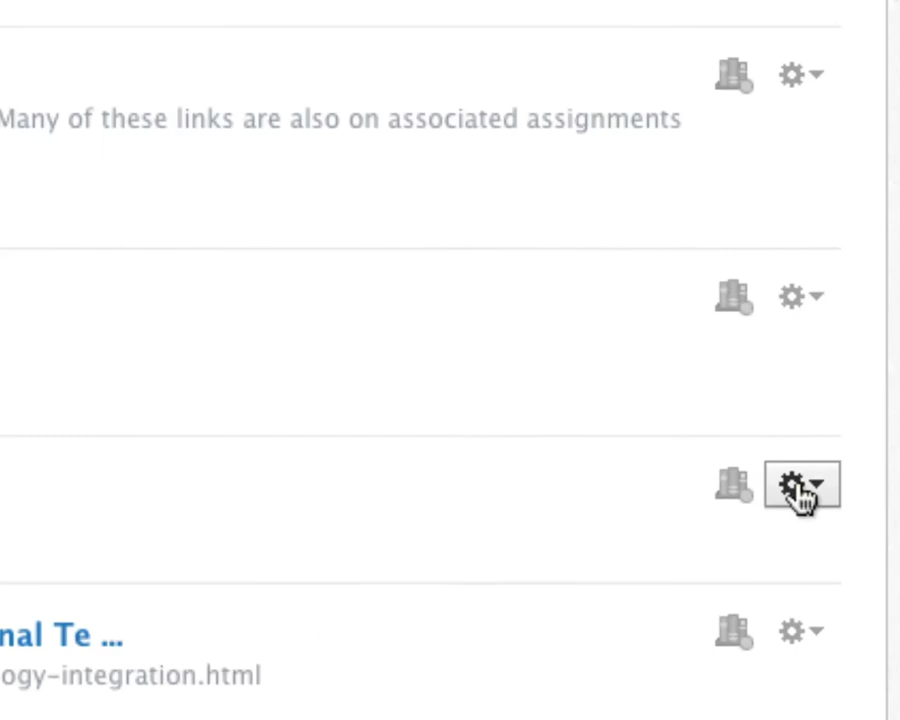 Many of these links are also on associated assignments
nal Te ...
ogy-integration.html